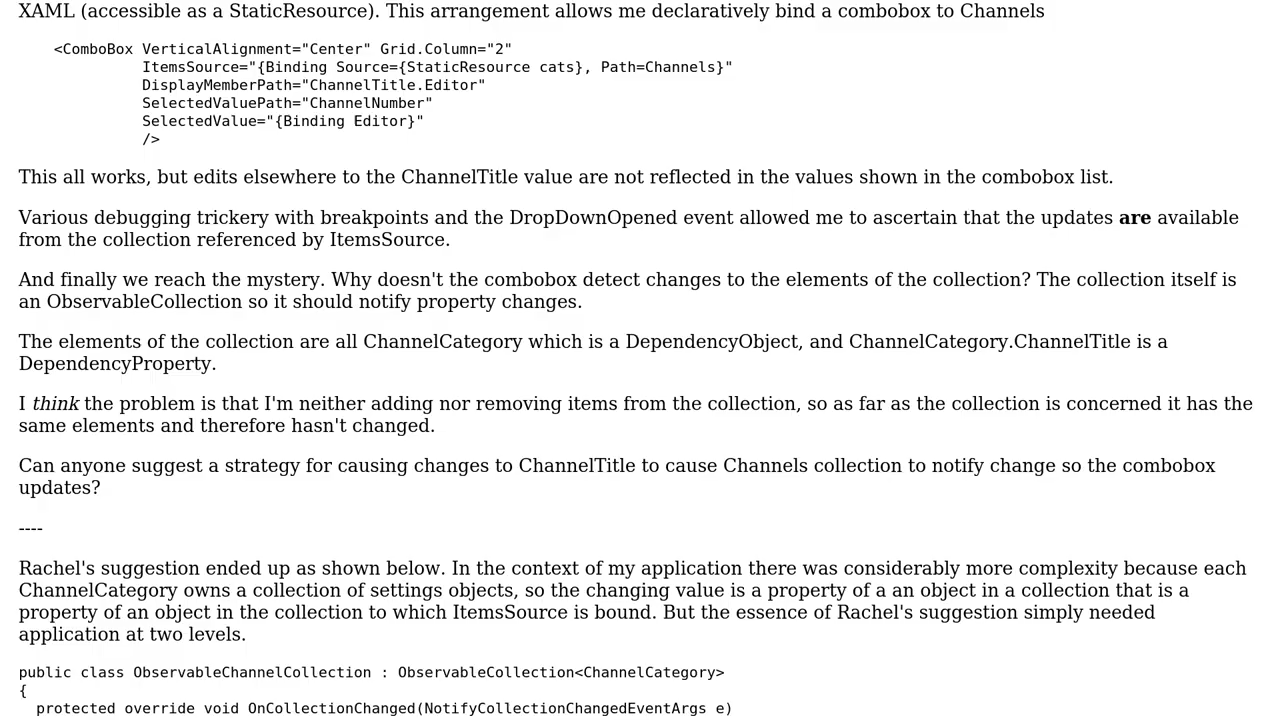 XAML (accessible as a StaticResource). This arrangement allows me declaratively bind a combobox to Channels
<ComboBox VerticalAlignment="Center" Grid.Column="2"
ItemsSource="{Binding Source={StaticResource cats}, Path=Channels}"
DisplayMemberPath="ChannelTitle.Editor"
SelectedValuePath="ChannelNumber"
SelectedValue="{Binding Editor}"
/>
This all works, but edits elsewhere to the ChannelTitle value are not reflected in the values shown in the combobox list.
Various debugging trickery with breakpoints and the DropDownOpened event allowed me to ascertain that the updates are available
from the collection referenced by ItemsSource.
And finally we reach the mystery. Why doesn't the combobox detect changes to the elements of the collection? The collection itself is
an ObservableCollection so it should notify property changes.
The elements of the collection are all ChannelCategory which is a DependencyObject, and ChannelCategory.ChannelTitle is a
DependencyProperty.
I think the problem is that I'm neither adding nor removing items from the collection, so as far as the collection is concerned it has the
same elements and therefore hasn't changed.
Can anyone suggest a strategy for causing changes to ChannelTitle to cause Channels collection to notify change so the combobox
updates?
----
Rachel's suggestion ended up as shown below. In the context of my application there was considerably more complexity because each
ChannelCategory owns a collection of settings objects, so the changing value is a property of a an object in a collection that is a
property of an object in the collection to which ItemsSource is bound. But the essence of Rachel's suggestion simply needed
application at two levels.
public class ObservableChannelCollection : ObservableCollection<ChannelCategory>
{
protected override void OnCollectionChanged(NotifyCollectionChangedEventArgs e)